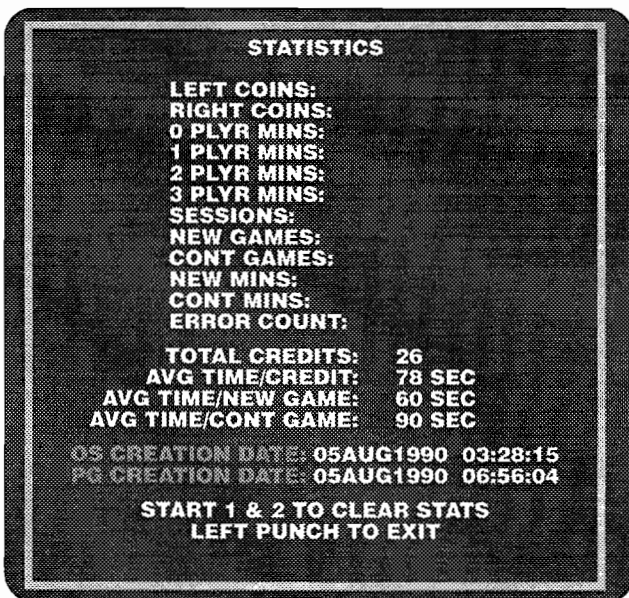 STATISTICS
LEFT COINS:
RIGHT COINS:
0 PLYR MINS:
1 PLYR MINS:
2 PLYR MINS:
3 PLYR MINS:
SESSIONS:
NEW GAMES:
CONT GAMES:
NEW MINS:
CONT MINS:
ERROR COUNT:
TOTAL CREDITS: 26
AVG TIME/CREDIT: 78 SEC
AVG TIME/NEW GAME: 60 SEC
AVG TIME/CONT GAME: 90 SEC
OS CREATION DATE: 05AUG1990 03:28:15
PG CREATION DATE: 05AUG1990 06:56:04
START 1 & 2 TO CLEAR STATS
LEFT PUNCH TO EXIT